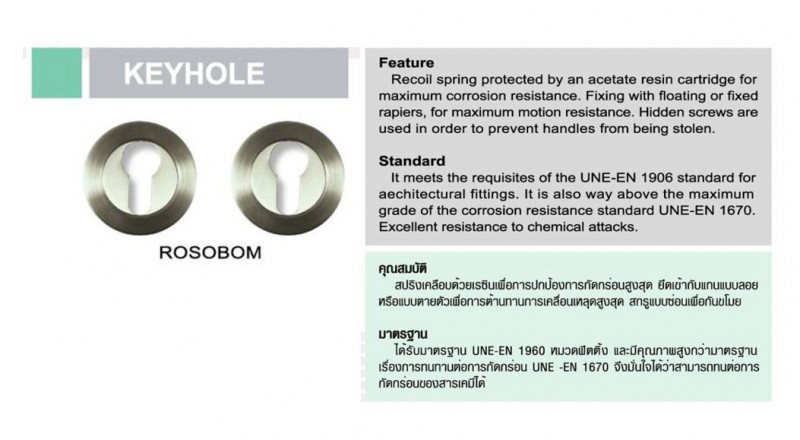 KEYHOLE
ROSOBOM
Feature
Recoil spring protected by an acetate resin cartridge for
maximum corrosion resistance. Fixing with floating or fixed
rapiers, for maximum motion resistance. Hidden screws are
used in order to prevent handles from being stolen.
Standard
It meets the requisites of the UNE-EN 1906 standard for
aechitectural fittings. It is also way above the maximum
grade of the corrosion resistance standard UNE-EN 1670.
Excellent resistance to chemical attacks.
คุณสมบัติ
สปริงเคลือบด้วยเรซินเพื่อการปกป้องการกัดกร่อนสูงสุด ยึดเข้ากับแกนแบบลอย
หรือแบบตายตัวเพื่อการต้านทานการเคลื่อนเหลุดสูงสุด สกรูแบบซ่อนเพื่อกันขโมย
มาตรฐาน
ได้รับมาตรฐาน UNE-EN 1960 หมวดฟิตติ้ง และมีคุณภาพสูงกว่ามาตรฐาน
เรื่องการทนทานต่อการกัดกร่อน UNE -EN 1670 จึงมั่นใจได้ว่าสามารถทนต่อการ
กัดกร่อนของสารเคมีได้